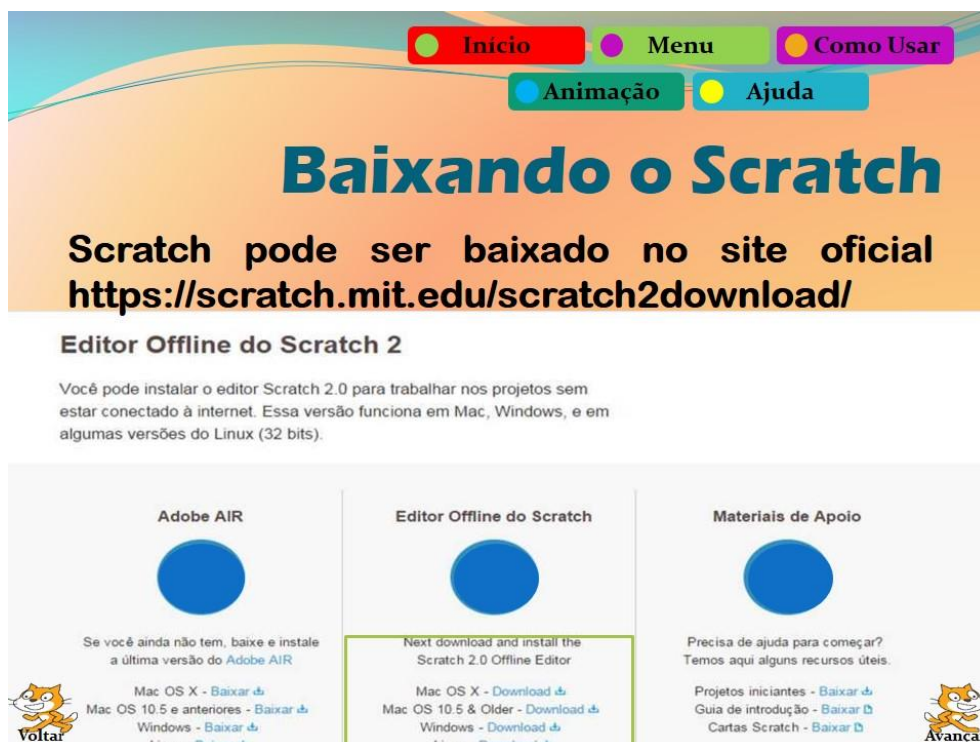 Início
Menu
Como Usar
Animação
Ajuda
Baixando o Scratch
Scratch pode ser baixado no site oficial
https://scratch.mit.edu/scratch2download/
Editor Offline do Scratch 2
Você pode instalar o editor Scratch 2.0 para trabalhar nos projetos sem
estar conectado à internet. Essa versão funciona em Mac, Windows, e em
algumas versões do Linux (32 bits).
Adobe AIR
Se você ainda não tem, baixe e instale
a última versão do Adobe AIR
Mac OS X - Baixar
Mac OS 10.5 e anteriores - Baixar
Windows - Baixar
Editor Offline do Scratch
Next download and install the
Scratch 2.0 Offline Editor
Mac OS X - Download
Mac OS 10.5 & Older - Download
Windows - Download
Materiais de Apoio
Precisa de ajuda para começar?
Temos aqui alguns recursos úteis.
Projetos iniciantes - Baixar
Guia de introdução - Baixar
Cartas Scratch - Baixar
Voltar